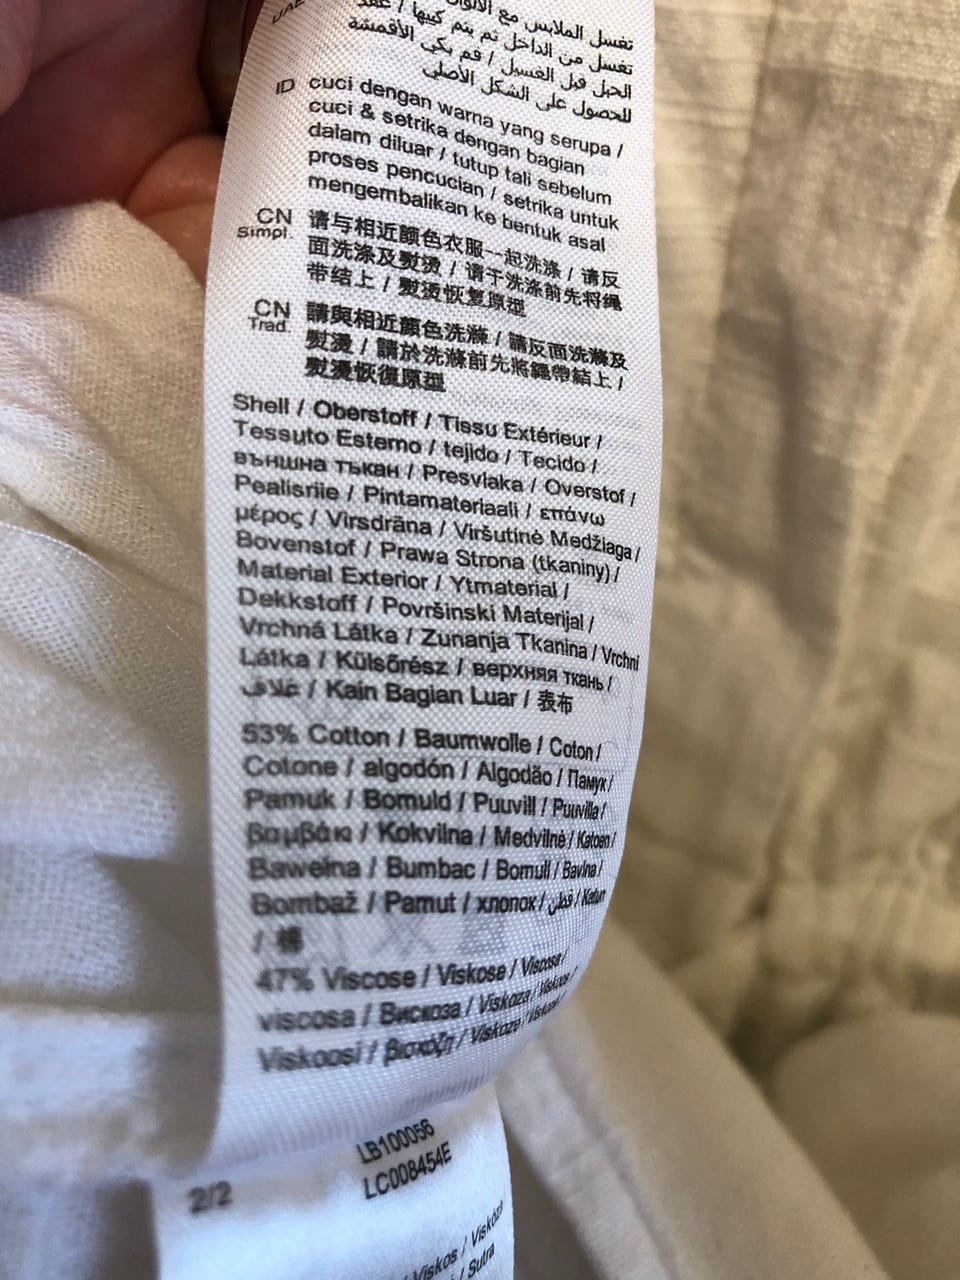 UAE
تغسل الملابس مع الألوان
تغسل من الداخل ثم يتم كيها / عقد
الحبل قبل الغسيل / قم بكي الأقمشة
للحصول على الشكل الأصلي
ID cuci dengan warna yang serupa /
cuci & setrika dengan bagian
dalam diluar / tutup tali sebelum
proses pencucian / setrika untuk
mengembalikan ke bentuk asal
CN Simpl. 请与相近颜色衣服一起洗涤 / 请反
面洗涤及熨烫 / 请于洗涤前先将绳
带结上 / 熨烫恢复原型
CN Trad. 請與相近顏色洗滌 / 請反面洗滌及
熨燙 / 請於洗滌前先將繩帶結上 /
熨燙恢復原型
Shell / Oberstoff / Tissu Extérieur /
Tessuto Esterno / tejido / Tecido /
външна тъкан / Presvlaka / Overstof /
Pealisriie / Pintamateriaali / επάνω
μέρος / Virsdrāna / Viršutinė Medžiaga /
Bovenstof / Prawa Strona (tkaniny) /
Material Exterior / Ytmaterial /
Dekkstoff / Površinski Materijal /
Vrchná Látka / Zunanja Tkanina / Vrchní
Látka / Külsőrész / верхняя ткань /
غلاف / Kain Bagian Luar / 表布
53% Cotton / Baumwolle / Coton /
Cotone / algodón / Algodão / Памук /
Pamuk / Bomuld / Puuvill / Puuvilla /
βαμβάκι / Kokvilna / Medvilnė / Katoen /
Bawełna / Bumbac / Bomull / Bavlna /
Bombaž / Pamut / хлопок / قطن / Katun
/ 棉
47% Viscose / Viskose / Viscose /
viscosa / Вискоза / Viskoza / Viskoos /
Viskoosi / βισκόζη / Viskoze /
LB100056
LC008454E
2/2
Viskos / Viskóza
/ Sutra